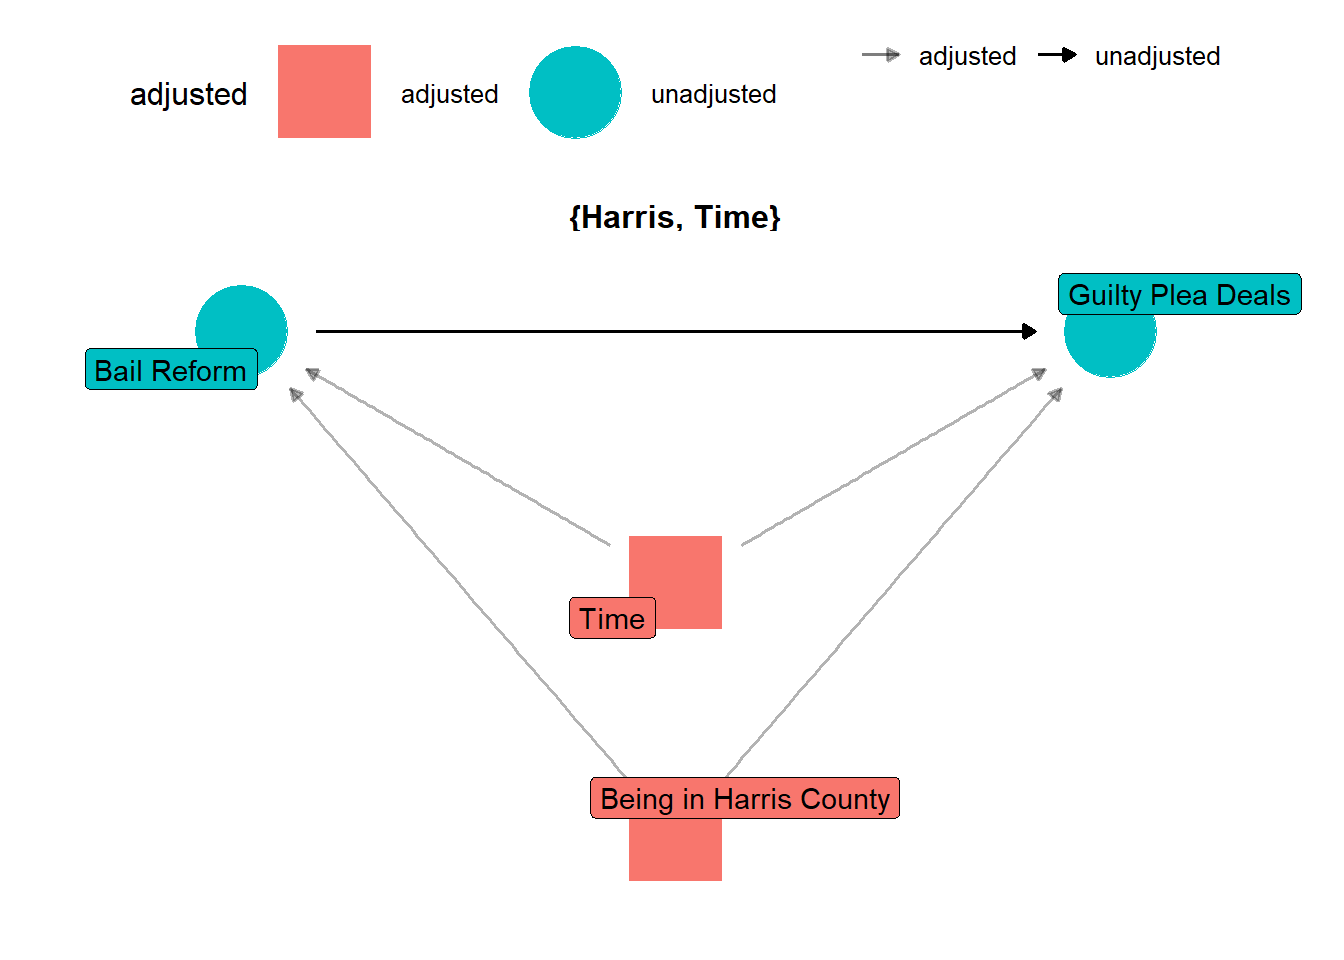 adjusted
adjusted
unadjusted
adjusted
unadjusted
{Harris, Time}
Guilty Plea Deals
Bail Reform
Time
Being in Harris County